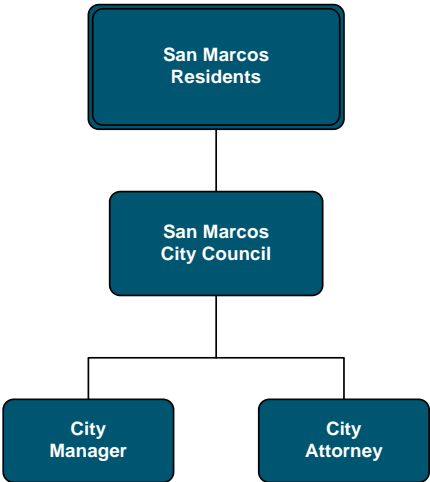 San Marcos
Residents
San Marcos
City Council
City
Manager
City
Attorney